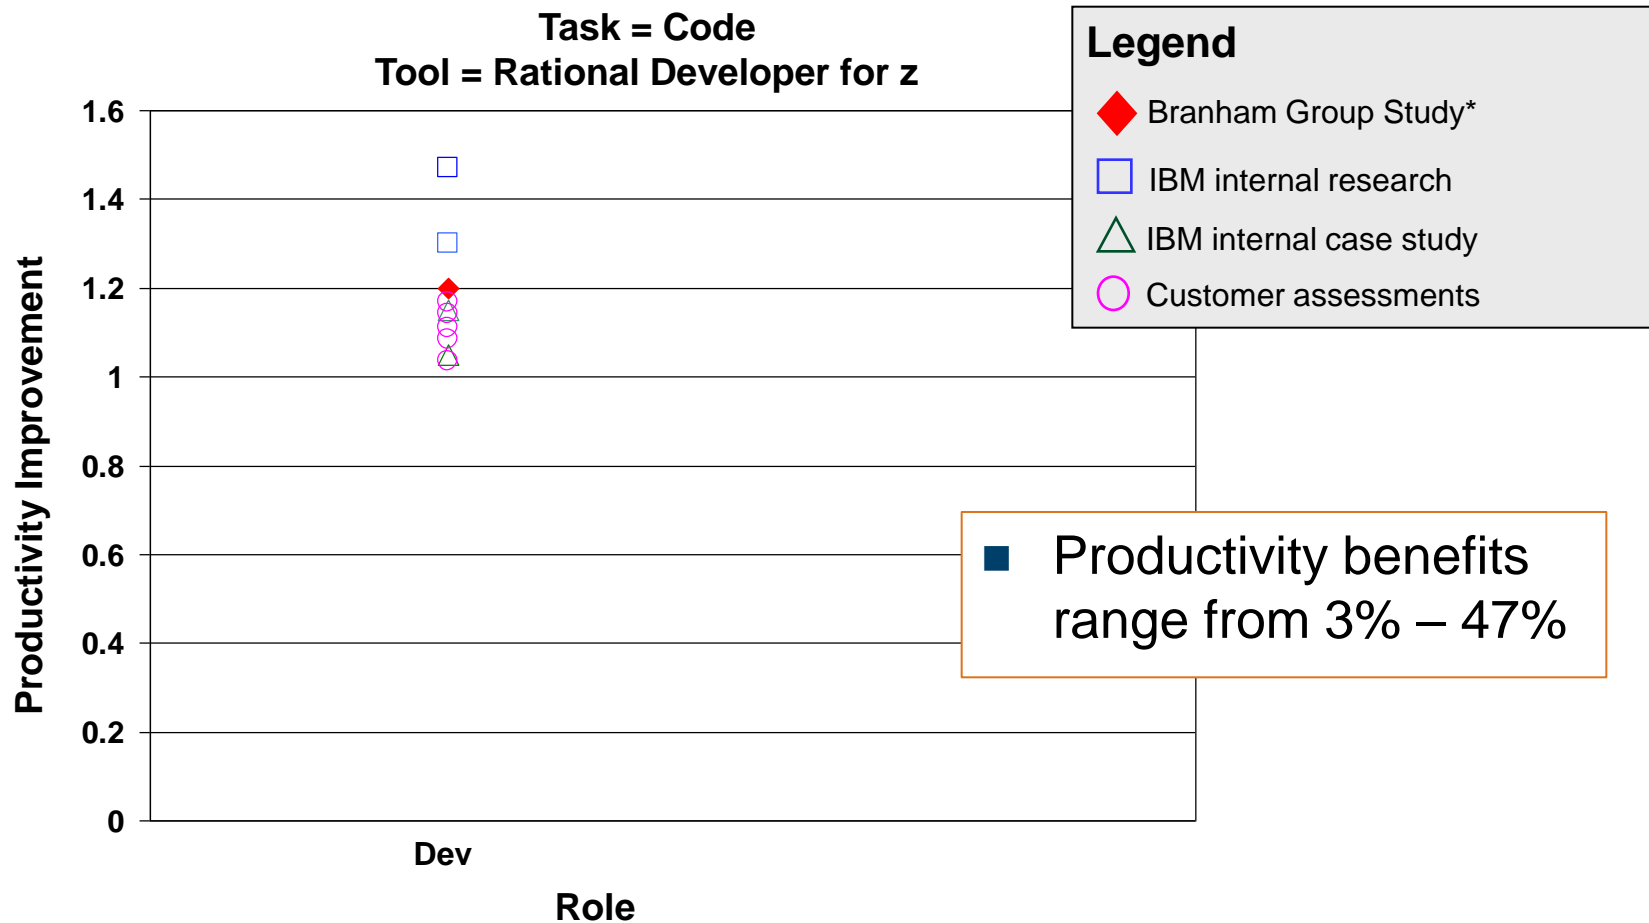 Task = Code
Tool = Rational Developer for z
Legend
Branham Group Study*
IBM internal research
IBM internal case study
Customer assessments
Productivity Improvement
1.6
1.4
1.2
1
0.8
0.6
0.4
0.2
0
Productivity benefits
range from 3% – 47%
Dev
Role